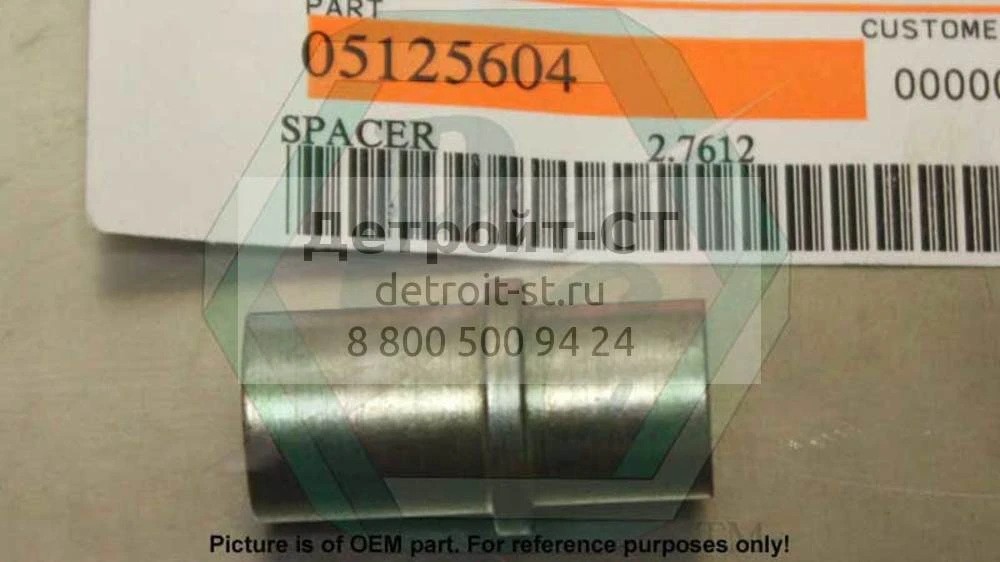 PART
CUSTOME
05125604
0000
SPACER 2.7612
Детройт-СТ
detroit-st.ru
8 800 500 94 24
TM
Picture is of OEM part. For reference purposes only!